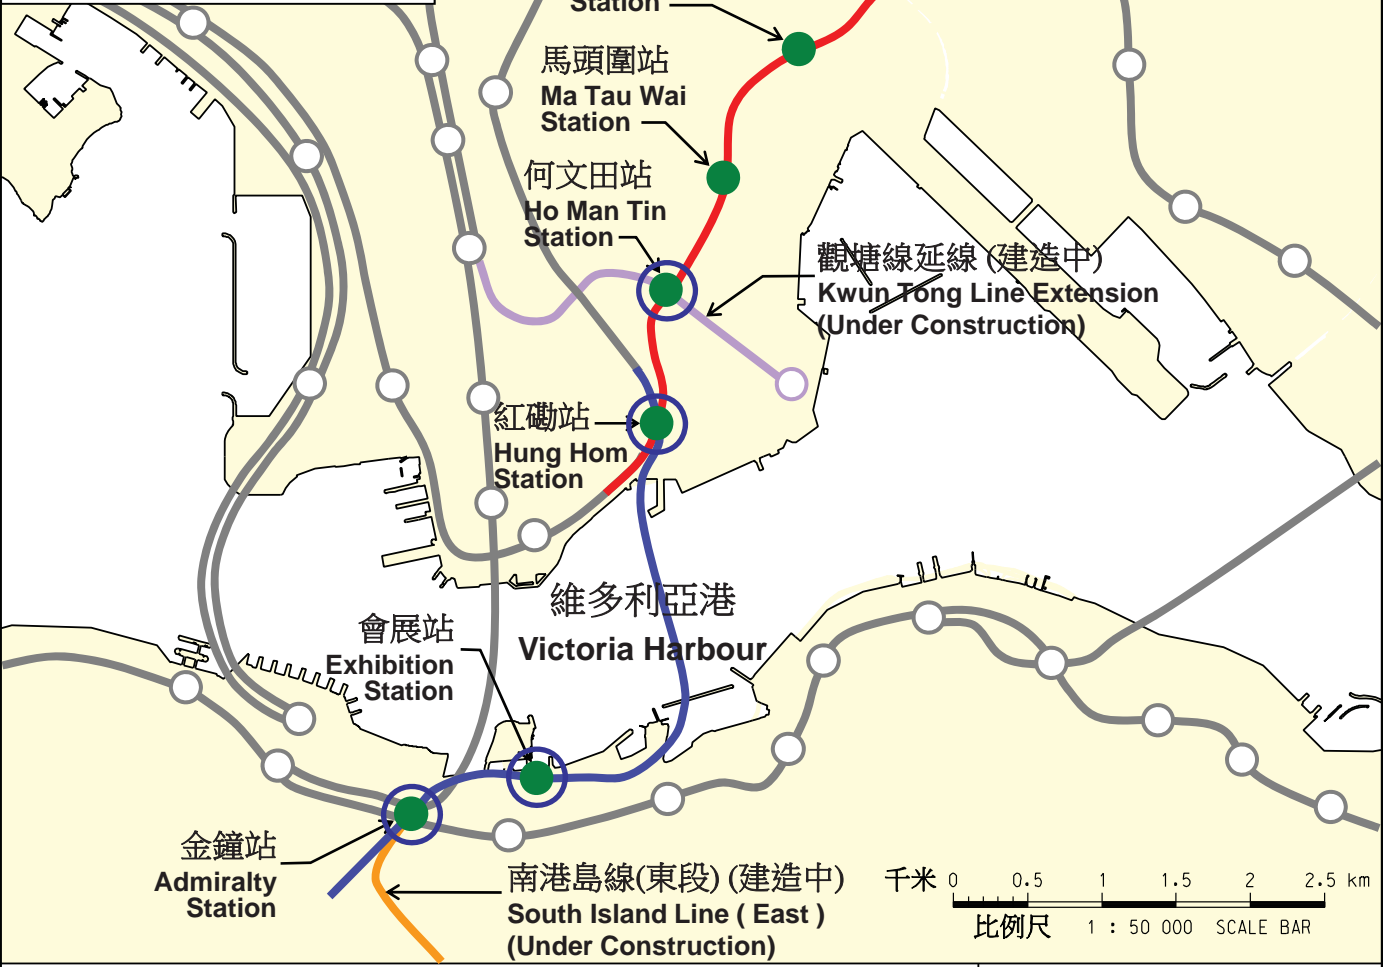 Station
馬頭圍站
Ma Tau Wai
Station
何文田站
Ho Man Tin
Station
觀塘線延線 (建造中)
Kwun Tong Line Extension
(Under Construction)
紅磡站
Hung Hom
Station
維多利亞港
Victoria Harbour
會展站
Exhibition
Station
金鐘站
Admiralty
Station
南港島線(東段) (建造中)
South Island Line ( East )
(Under Construction)
千米 0 0.5 1 1.5 2 2.5 km
比例尺 1 : 50 000 SCALE BAR